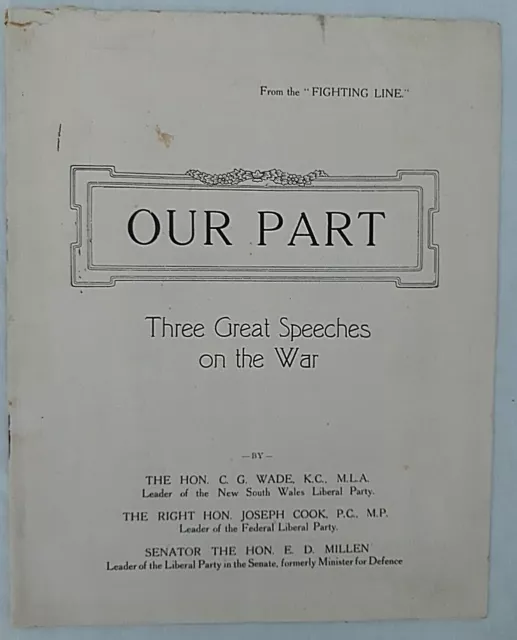 From the "FIGHTING LINE."
OUR PART
Three Great Speeches
on the War
—BY—
THE HON. C. G. WADE, K.C., M.L.A.
Leader of the New South Wales Liberal Party.
THE RIGHT HON. JOSEPH COOK, P.C., M.P.
Leader of the Federal Liberal Party.
SENATOR THE HON. E. D. MILLEN
Leader of the Liberal Party in the Senate, formerly Minister for Defence